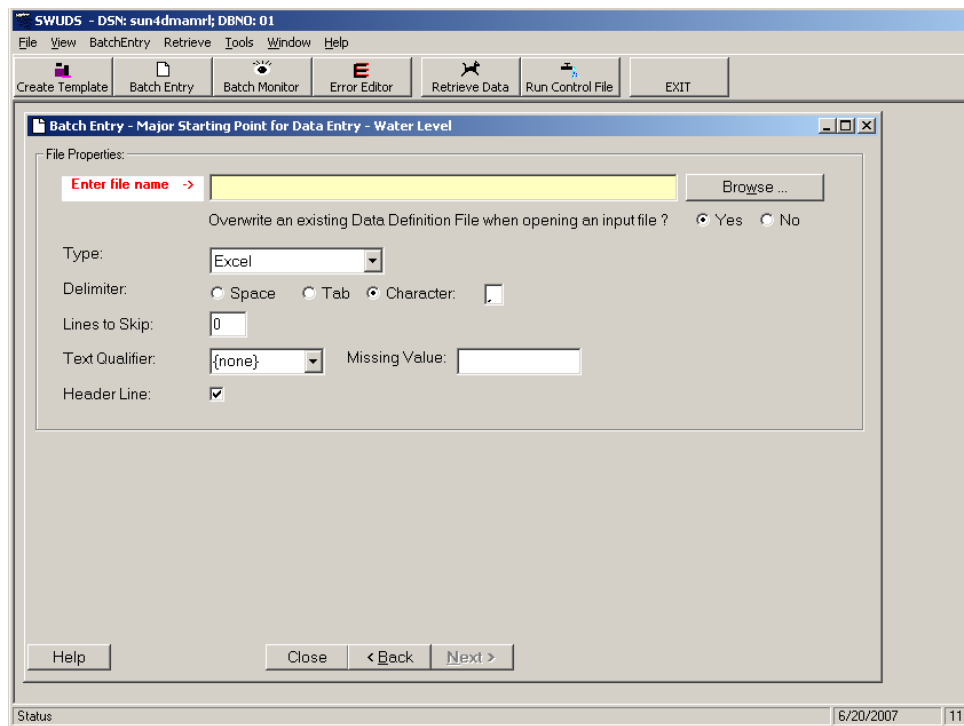 SWUDS - DSN: sun4dmamrl; DBNO: 01
File View BatchEntry Retrieve Tools Window Help
Create Template Batch Entry Batch Monitor Error Editor Retrieve Data Run Control File EXIT
Batch Entry - Major Starting Point for Data Entry - Water Level
File Properties:
Enter file name -> Browse ...
Overwrite an existing Data Definition File when opening an input file ? Yes No
Type: Excel
Delimiter: Space Tab Character: ,
Lines to Skip: 0
Text Qualifier: {none} Missing Value:
Header Line:
Help Close < Back Next >
Status 6/20/2007 11